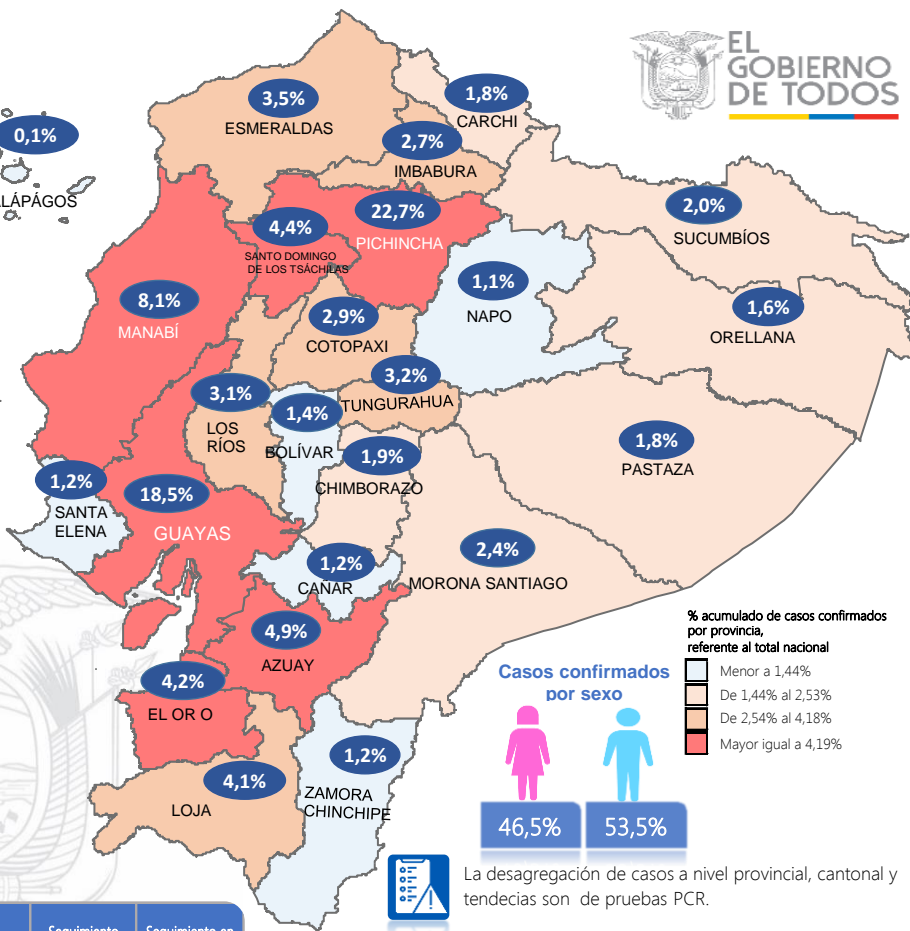 EL
GOBIERNO
DE TODOS
3,5%
ESMERALDAS
1,8%
CARCHI
0,1%
LÁPÁGOS
2,7%
IMBABURA
22,7%
PICHINCHA
4,4%
SANTO DOMINGO
DE LOS TSÁCHILAS
2,0%
SUCUMBÍOS
8,1%
MANABÍ
1,1%
NAPO
1,6%
ORELLANA
2,9%
COTOPAXI
3,2%
TUNGURAHUA
3,1%
LOS
RÍOS
1,4%
BOLÍVAR
1,8%
PASTAZA
1,9%
CHIMBORAZO
1,2%
SANTA
ELENA
18,5%
GUAYAS
1,2%
CAÑAR
2,4%
MORONA SANTIAGO
4,9%
AZUAY
4,2%
EL OR O
4,1%
LOJA
1,2%
ZAMORA
CHINCHIPE
% acumulado de casos confirmados
por provincia,
referente al total nacional
Menor a 1,44%
De 1,44% al 2,53%
De 2,54% al 4,18%
Mayor igual a 4,19%
Casos confirmados
por sexo
46,5%
53,5%
La desagregación de casos a nivel provincial, cantonal y
tendecias son de pruebas PCR.
Seguimiento
Seguimiento en